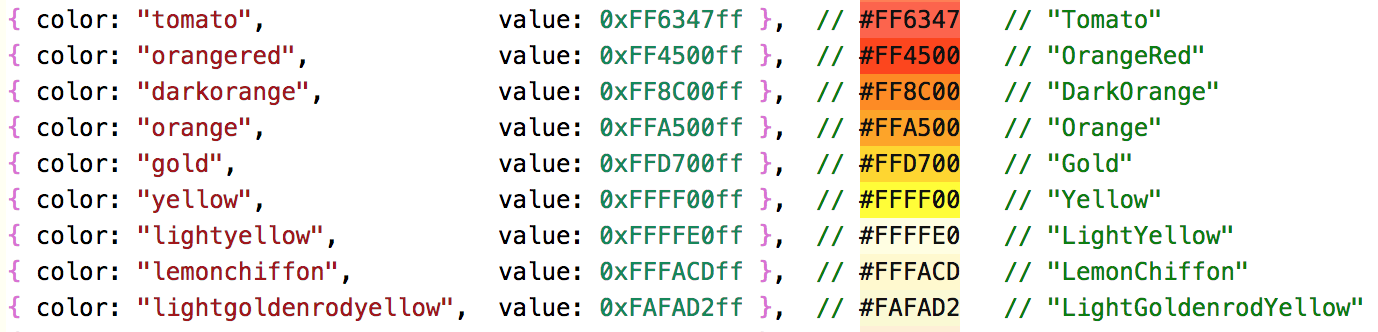 { color: "tomato", value: 0xFF6347ff }, // #FF6347 // "Tomato"
{ color: "orangered", value: 0xFF4500ff }, // #FF4500 // "OrangeRed"
{ color: "darkorange", value: 0xFF8C00ff }, // #FF8C00 // "DarkOrange"
{ color: "orange", value: 0xFFA500ff }, // #FFA500 // "Orange"
{ color: "gold", value: 0xFFD700ff }, // #FFD700 // "Gold"
{ color: "yellow", value: 0xFFFF00ff }, // #FFFF00 // "Yellow"
{ color: "lightyellow", value: 0xFFFFE0ff }, // #FFFFE0 // "LightYellow"
{ color: "lemonchiffon", value: 0xFFFACDff }, // #FFFACD // "LemonChiffon"
{ color: "lightgoldenrodyellow", value: 0xFAFAD2ff }, // #FAFAD2 // "LightGoldenrodYellow"